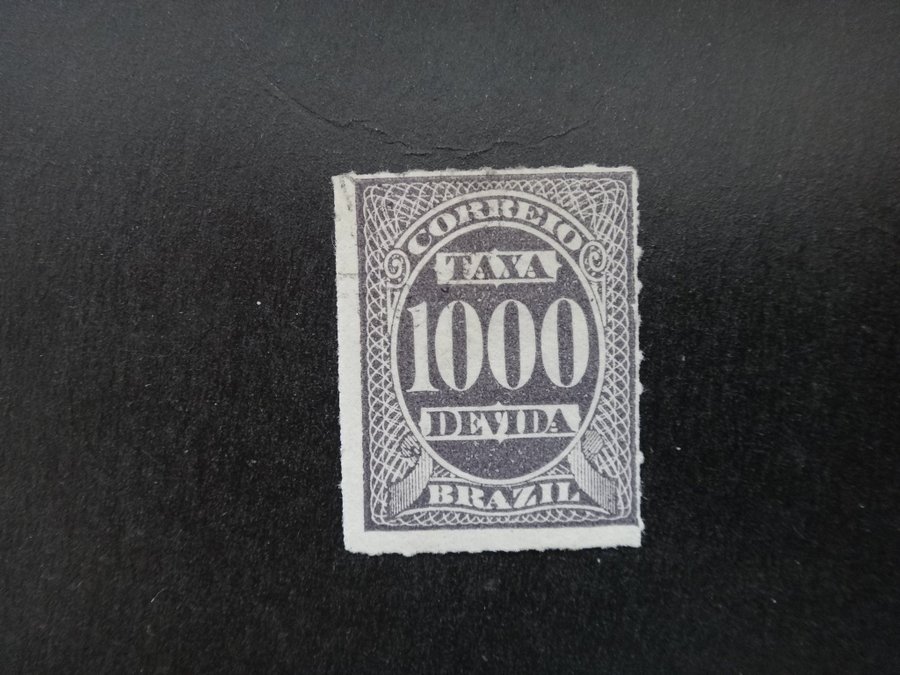 CORREIO
TAXA
1000
DEVIDA
BRAZIL